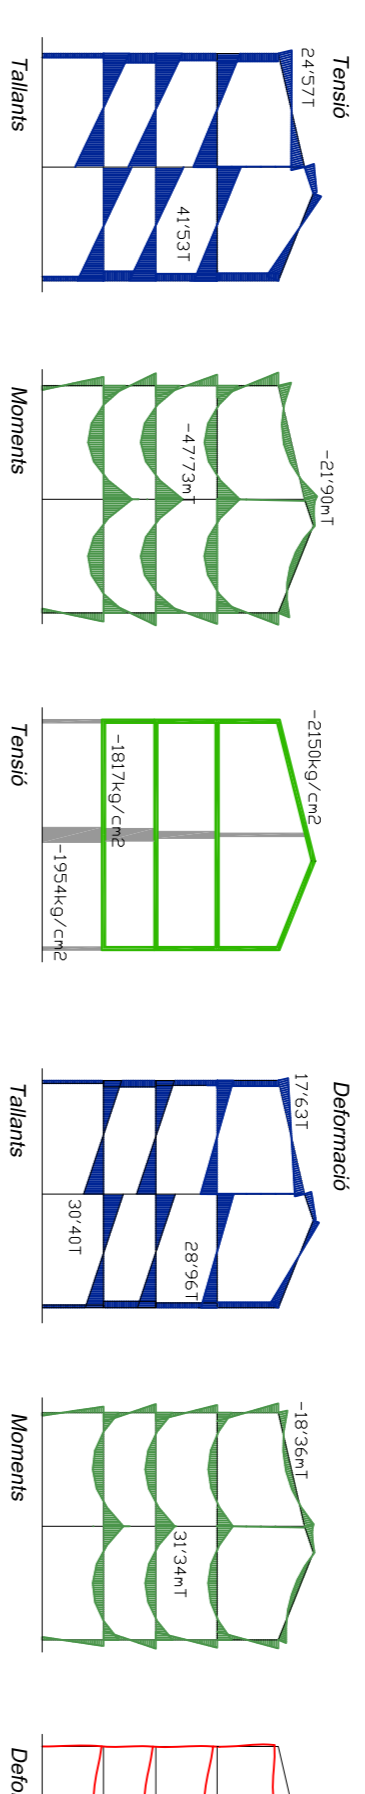 Tensió
24'57T
41'53T
Tallants
-21'90mT
-47'73mT
Moments
-2150kg/cm2
-1817kg/cm2
-1954kg/cm2
Tensió
Deformació
17'63T
28'96T
30'40T
Tallants
-18'36mT
31'34mT
Moments
Defo